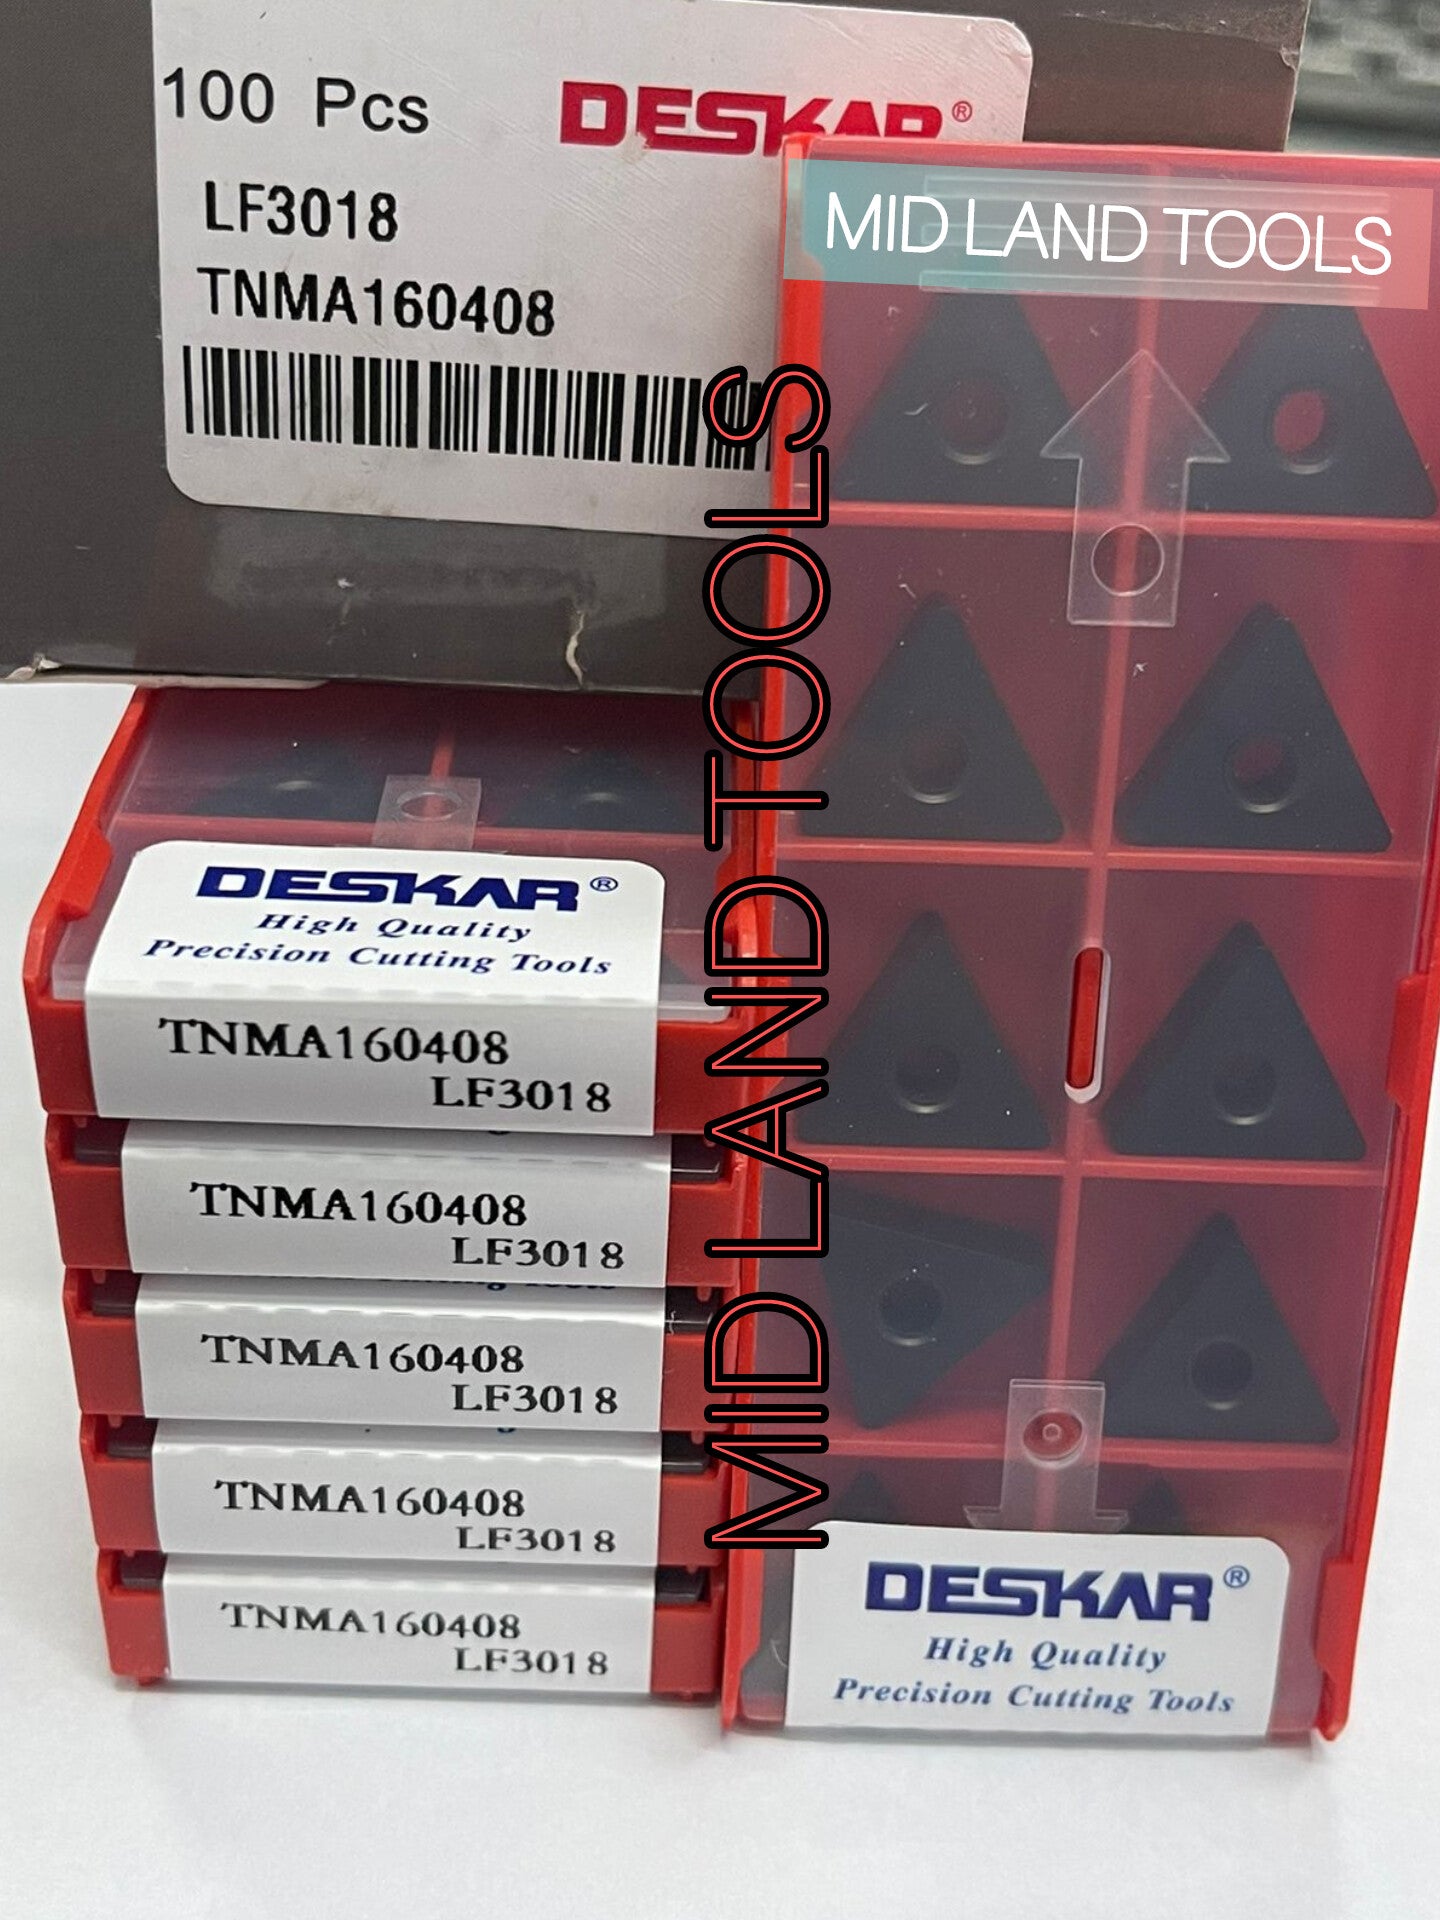 100 Pcs
DESKAR®
LF3018
TNMA160408
MID LAND TOOLS
MID LAND TOOLS
DESKAR®
High Quality
Precision Cutting Tools
TNMA160408
LF3018
TNMA160408
LF3018
TNMA160408
LF3018
TNMA160408
LF3018
TNMA160408
LF3018
DESKAR®
High Quality
Precision Cutting Tools